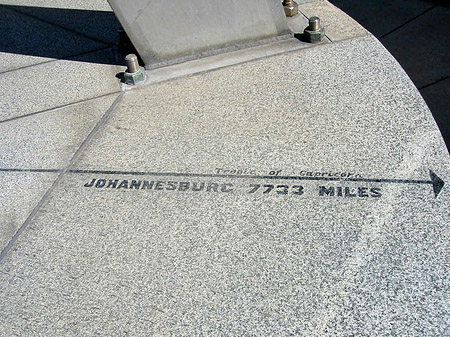 Tropic of Capricorn
JOHANNESBURG 7733 MILES